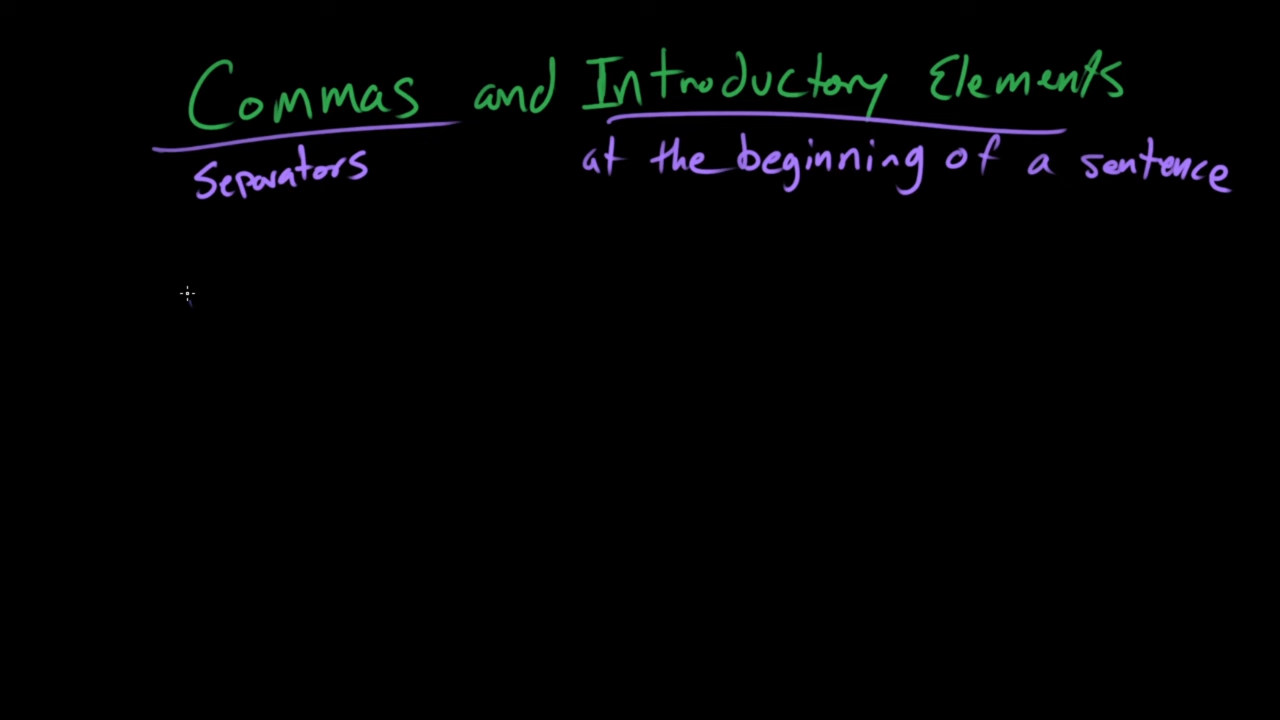 Commas and Introductory Elements
Separators at the beginning of a sentence